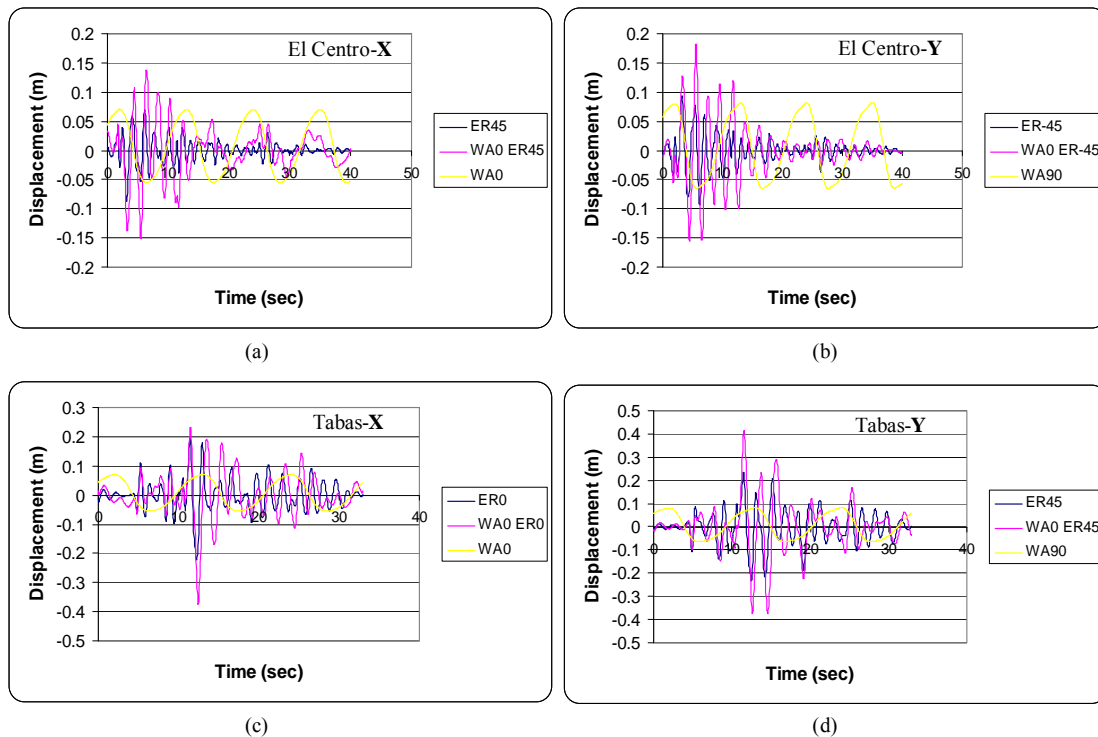 El Centro-X
0.2
0.15
0.1
0.05
0
-0.05
-0.1
-0.15
-0.2
0 10 20 30 40 50
Displacement (m)
Time (sec)
ER45
WA0 ER45
WA0
(a)
El Centro-Y
0.2
0.15
0.1
0.05
0
-0.05
-0.1
-0.15
-0.2
0 10 20 30 40 50
Displacement (m)
Time (sec)
ER-45
WA0 ER-45
WA90
(b)
Tabas-X
0.3
0.2
0.1
0
-0.1
-0.2
-0.3
-0.4
-0.5
0 10 20 30 40
Displacement (m)
Time (sec)
ER0
WA0 ER0
WA0
(c)
Tabas-Y
0.5
0.4
0.3
0.2
0.1
0
-0.1
-0.2
-0.3
-0.4
-0.5
0 10 20 30 40
Displacement (m)
Time (sec)
ER45
WA0 ER45
WA90
(d)